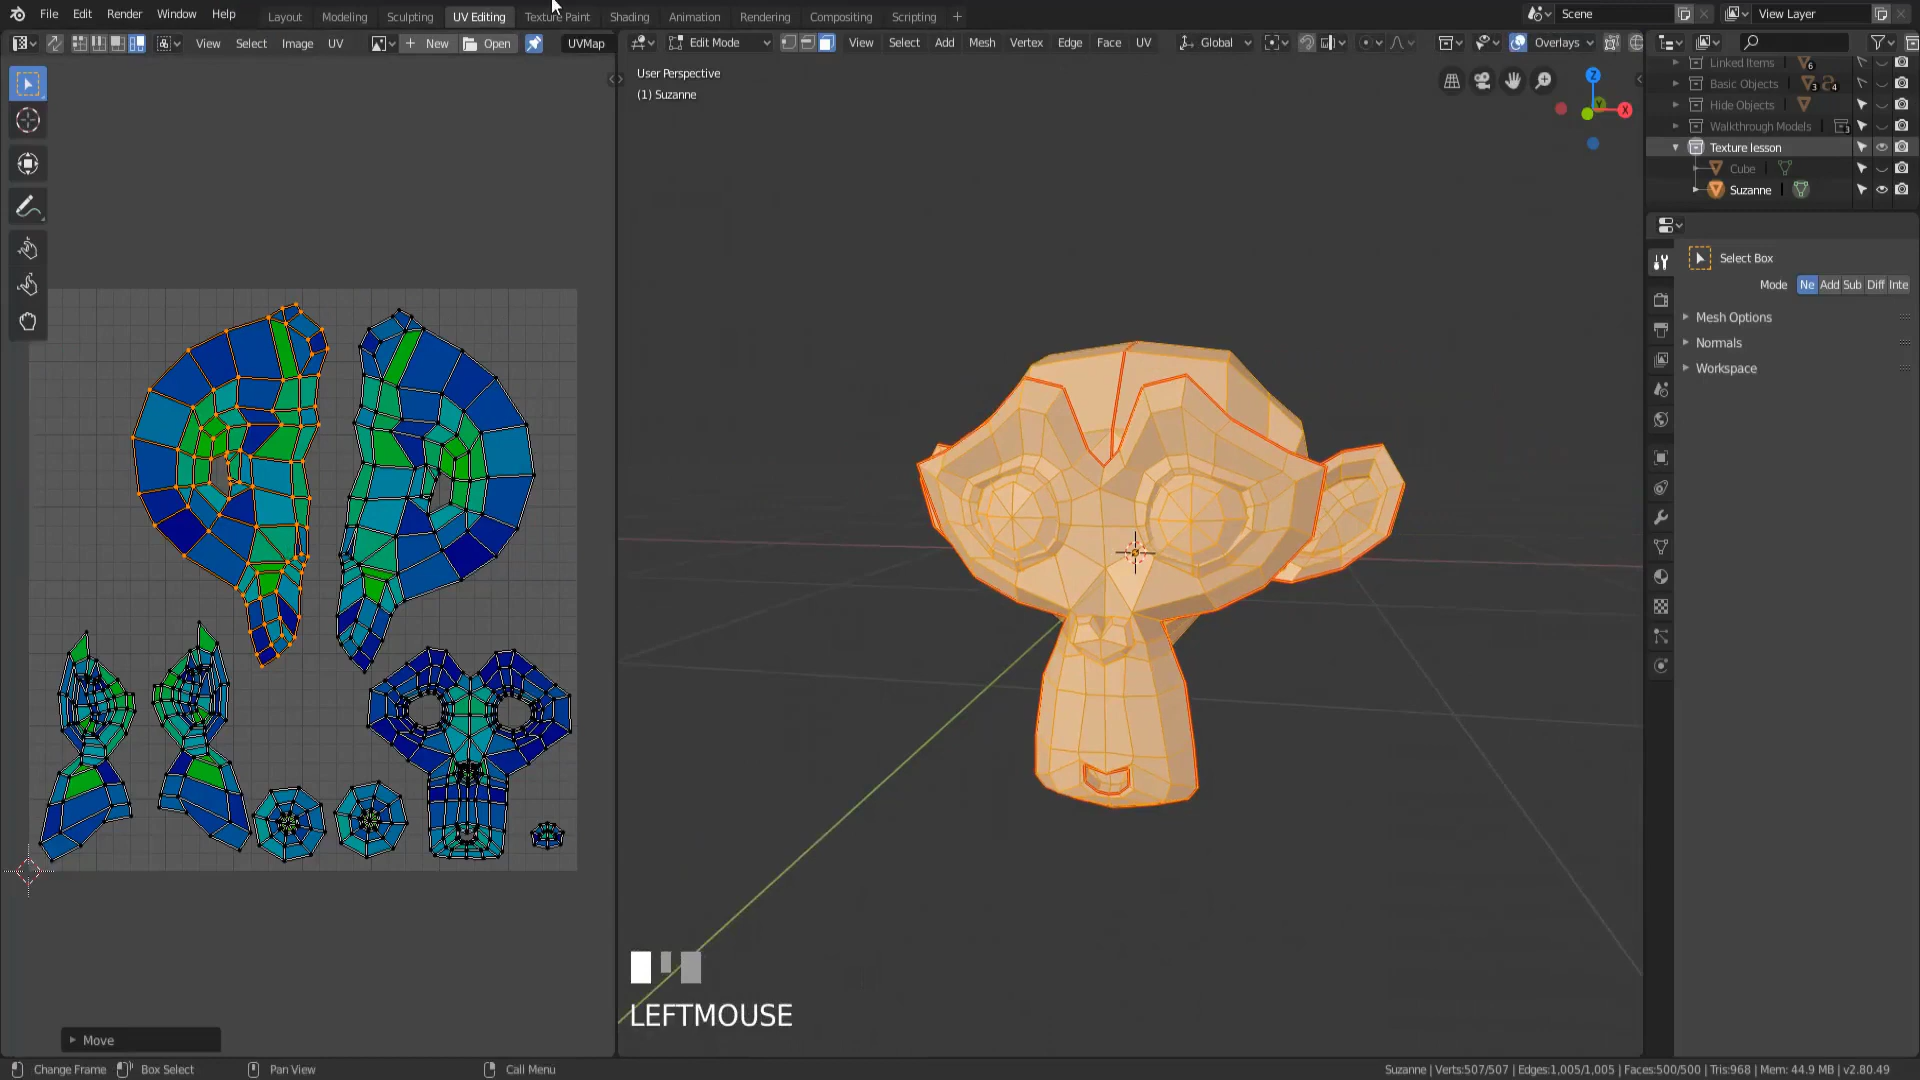 File Edit Render Window Help Layout Modeling Sculpting UV Editing Texture Paint Shading Animation Rendering Compositing Scripting + Scene View Layer
View Select Image UV New Open UVMap Edit Mode View Select Add Mesh Vertex Edge Face UV Global Overlays
User Perspective
(1) Suzanne
Z
Y
X
Linked Items 6
Basic Objects 3 4
Hide Objects
Walkthrough Models
Texture lesson
Cube
Suzanne
Select Box
Mode Ne Add Sub Diff Inte
Mesh Options
Normals
Workspace
LEFTMOUSE
Move
Change Frame Box Select Pan View Call Menu Suzanne | Verts:507/507 | Edges:1,005/1,005 | Faces:500/500 | Tris:968 | Mem: 44.9 MB | v2.80.49